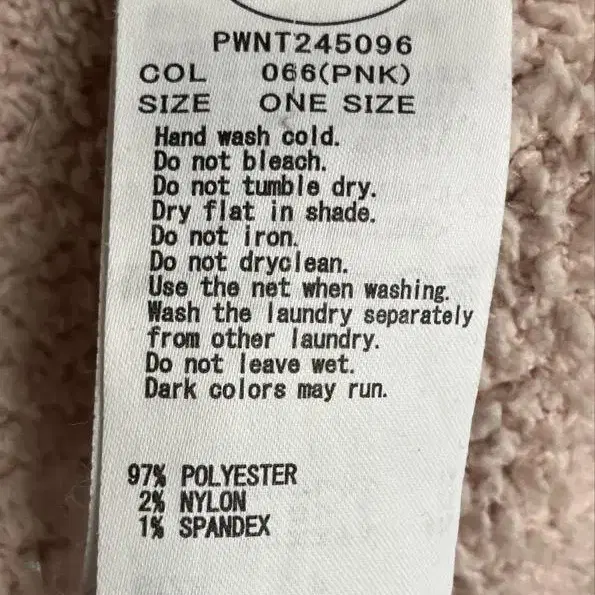 PWNT245096
COL 066(PNK)
SIZE ONE SIZE
Hand wash cold.
Do not bleach.
Do not tumble dry.
Dry flat in shade.
Do not iron.
Do not dryclean.
Use the net when washing.
Wash the laundry separately
from other laundry.
Do not leave wet.
Dark colors may run.
97% POLYESTER
2% NYLON
1% SPANDEX